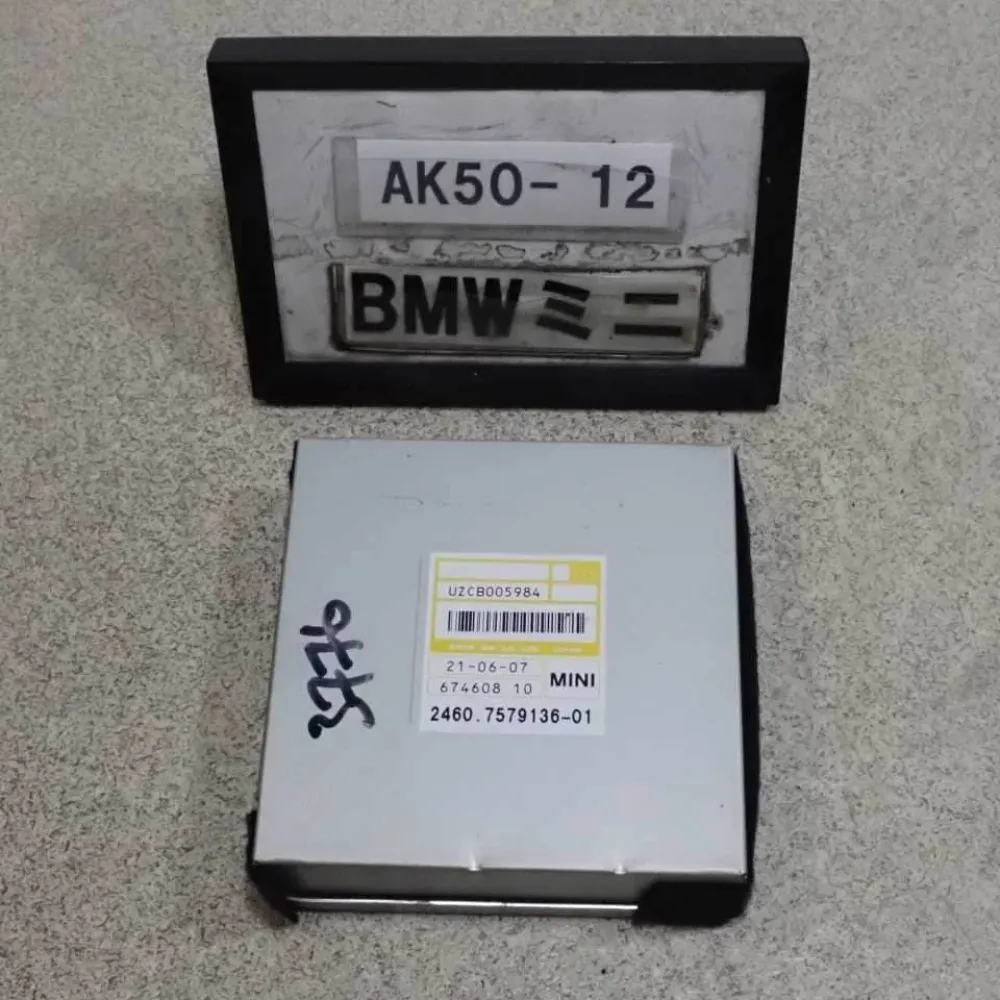 AK50- 12
BMWミニ
UZCB005984
21-06-07
674608 10
MINI
2460.7579136-01